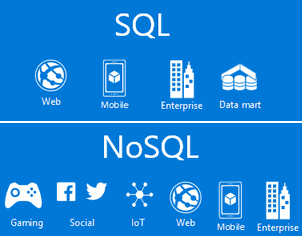 SQL
Web Mobile Enterprise Data mart
NoSQL
Gaming Social IoT Web Mobile Enterprise